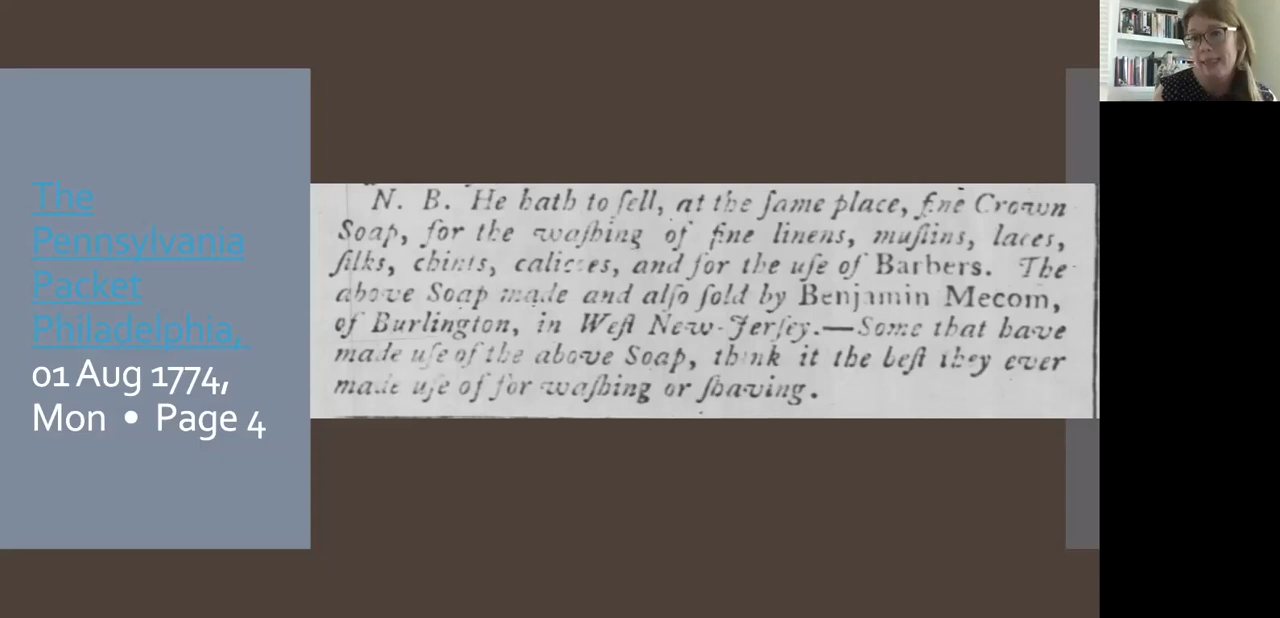 The
Pennsylvania
Packet
Philadelphia,
01 Aug 1774,
Mon • Page 4
N. B. He hath to ſell, at the ſame place, fine Crown
Soap, for the waſhing of fine linens, muſlins, laces,
ſilks, chints, calicoes, and for the uſe of Barbers. The
above Soap made and alſo ſold by Benjamin Mecom,
of Burlington, in Weſt New-Jerſey.—Some that have
made uſe of the above Soap, think it the beſt they ever
made uſe of for waſhing or ſhaving.